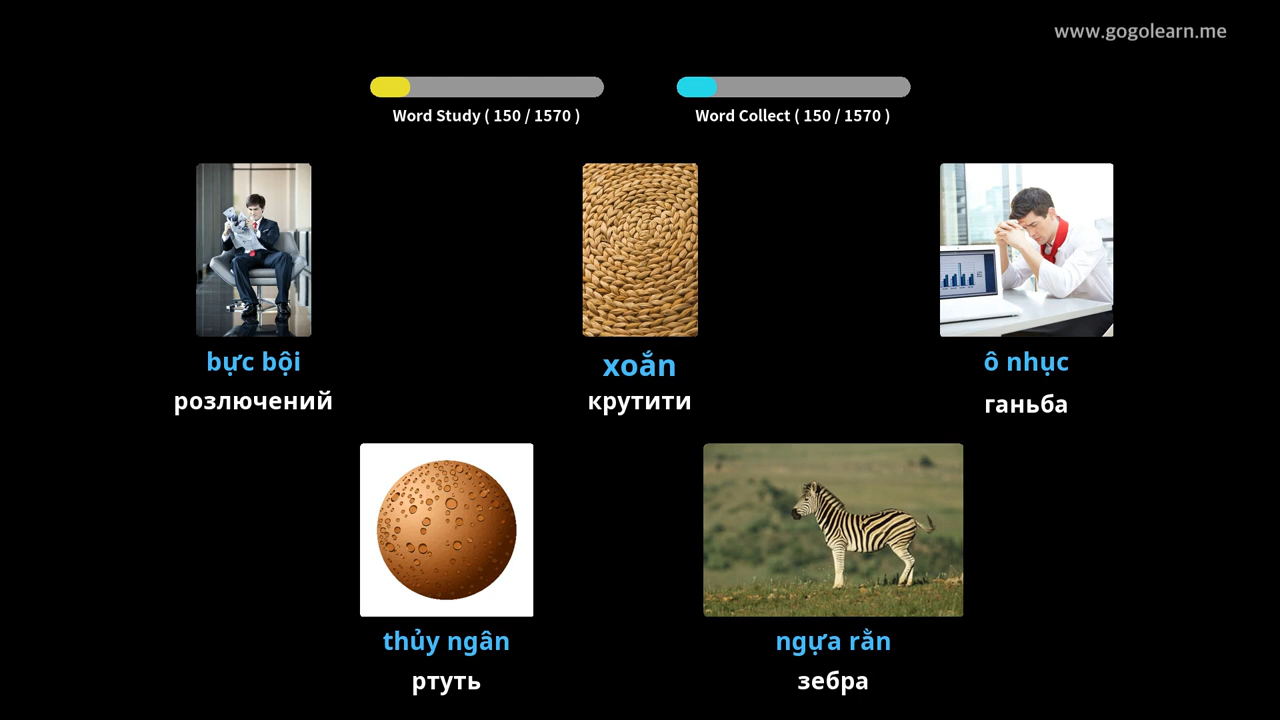 www.gogolearn.me
Word Study ( 150 / 1570 )
Word Collect ( 150 / 1570 )
bực bội
розлючений
xoắn
крутити
ô nhục
ганьба
thủy ngân
ртуть
ngựa rằn
зебра